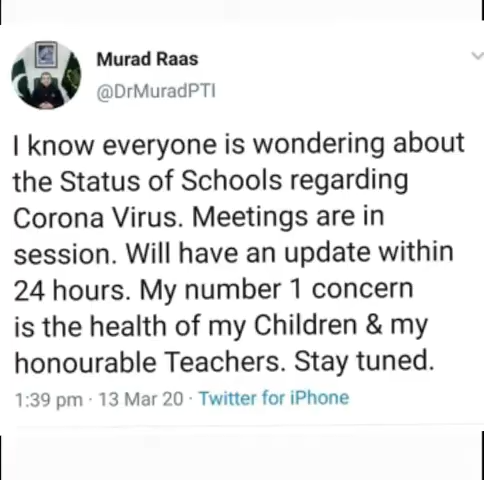 Murad Raas
@DrMuradPTI
I know everyone is wondering about
the Status of Schools regarding
Corona Virus. Meetings are in
session. Will have an update within
24 hours. My number 1 concern
is the health of my Children & my
honourable Teachers. Stay tuned.
1:39 pm · 13 Mar 20 · Twitter for iPhone